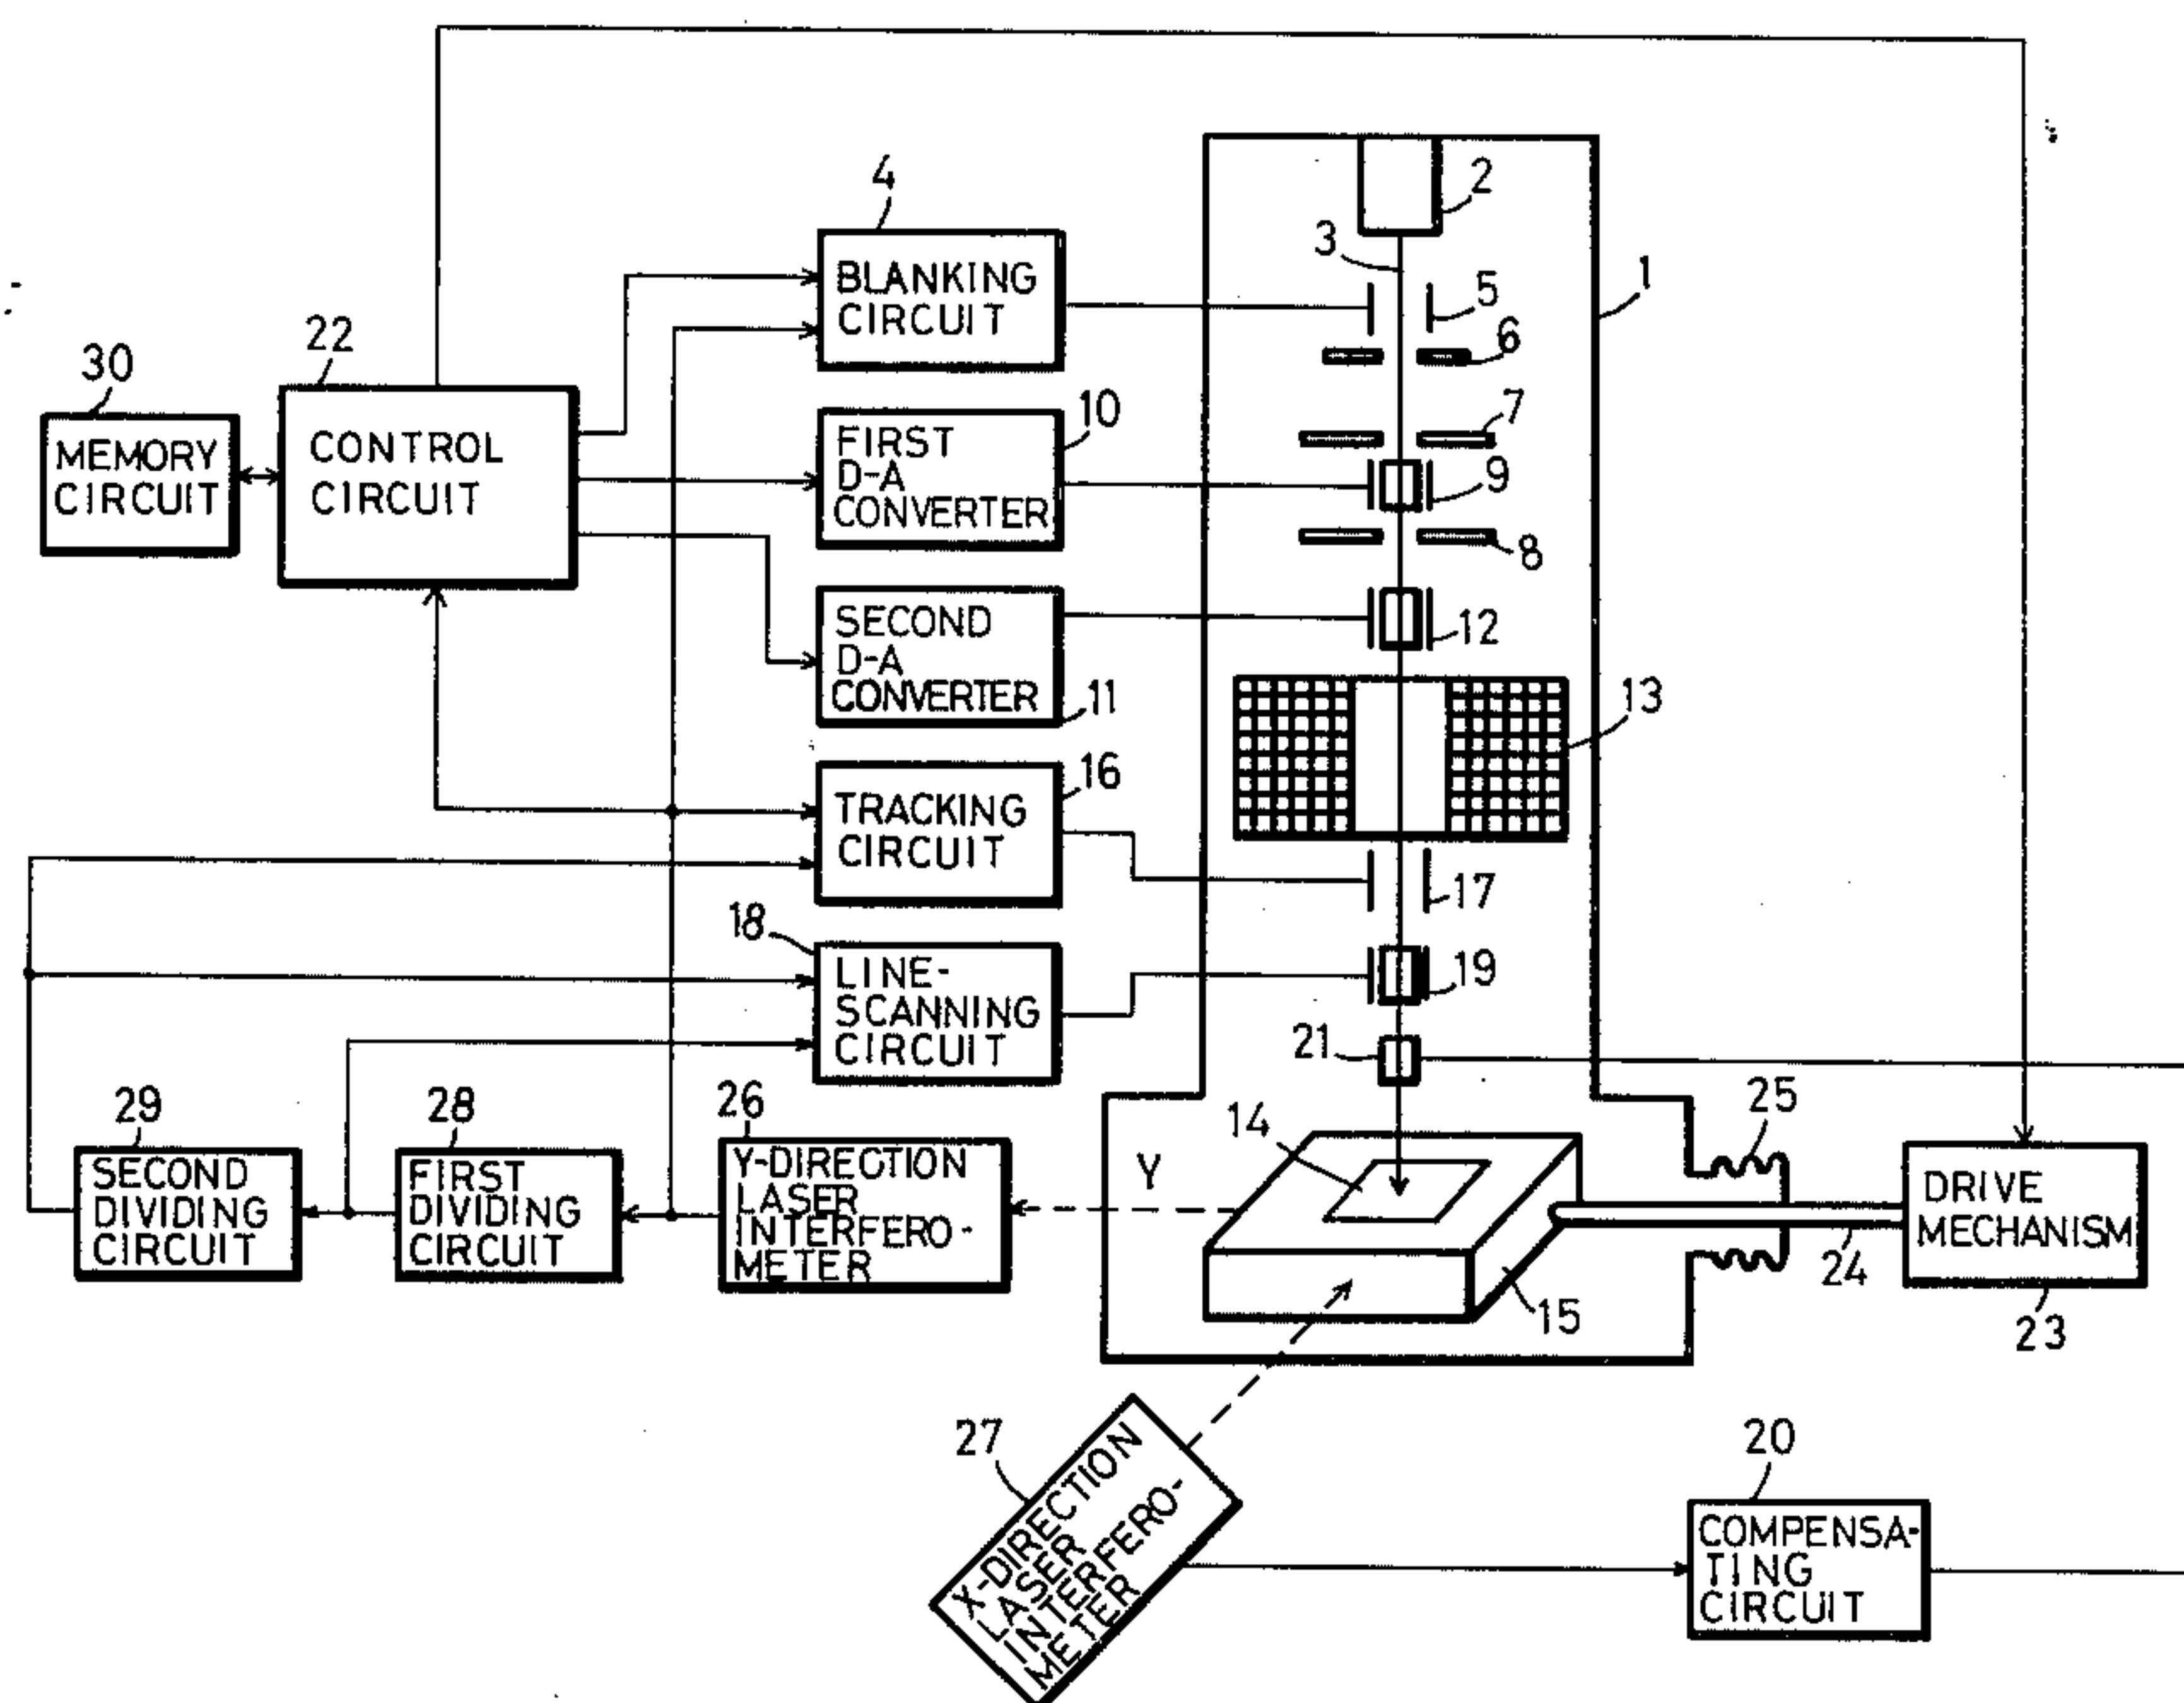 4
2
3
1
BLANKING
CIRCUIT
5
6
22
30
10
7
MEMORY
CIRCUIT
CONTROL
CIRCUIT
FIRST
D-A
CONVERTER
9
8
SECOND
D-A
CONVERTER
11
12
13
16
TRACKING
CIRCUIT
17
18
LINE-
SCANNING
CIRCUIT
19
21
29
28
26
25
14
SECOND
DIVIDING
CIRCUIT
FIRST
DIVIDING
CIRCUIT
Y-DIRECTION
LASER
INTERFERO-
METER
Y
DRIVE
MECHANISM
24
15
23
27
X-DIRECTION
LASER
INTERFERO-
METER
20
COMPENSA-
TING
CIRCUIT